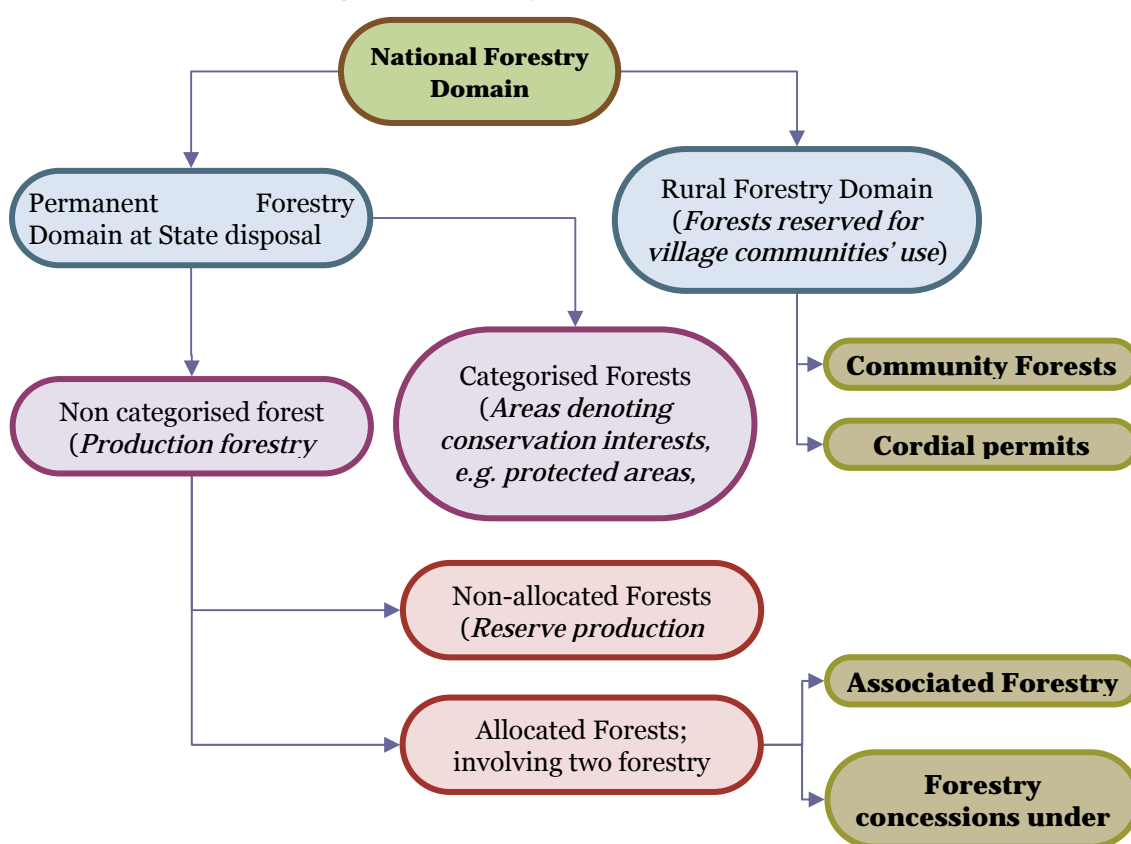 National Forestry
Domain
Permanent Forestry
Domain at State disposal
Rural Forestry Domain
(Forests reserved for
village communities' use)
Community Forests
Cordial permits
Non categorised forest
(Production forestry
Categorised Forests
(Areas denoting
conservation interests,
e.g. protected areas,
Non-allocated Forests
(Reserve production
Allocated Forests;
involving two forestry
Associated Forestry
Forestry
concessions under